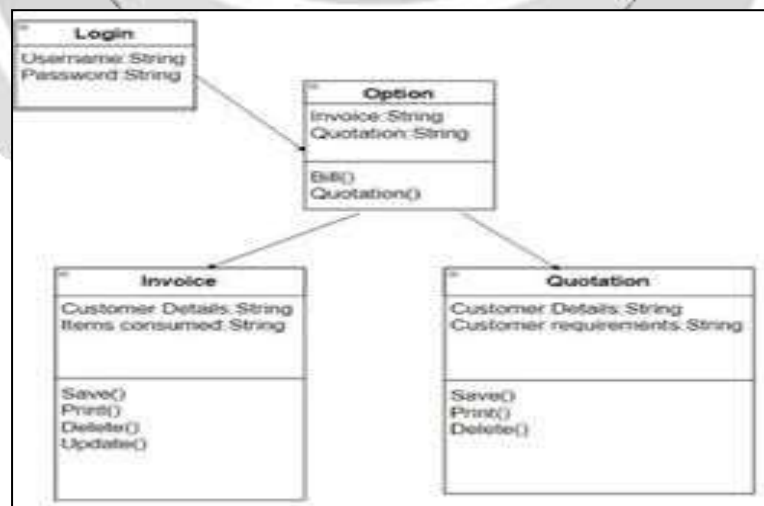 Login
Username:String
Password:String
Option
Invoice:String
Quotation:String
Bill()
Quotation()
Invoice
Customer Details:String
Items consumed:String
Save()
Print()
Delete()
Update()
Quotation
Customer Details:String
Customer requirements:String
Save()
Print()
Delete()